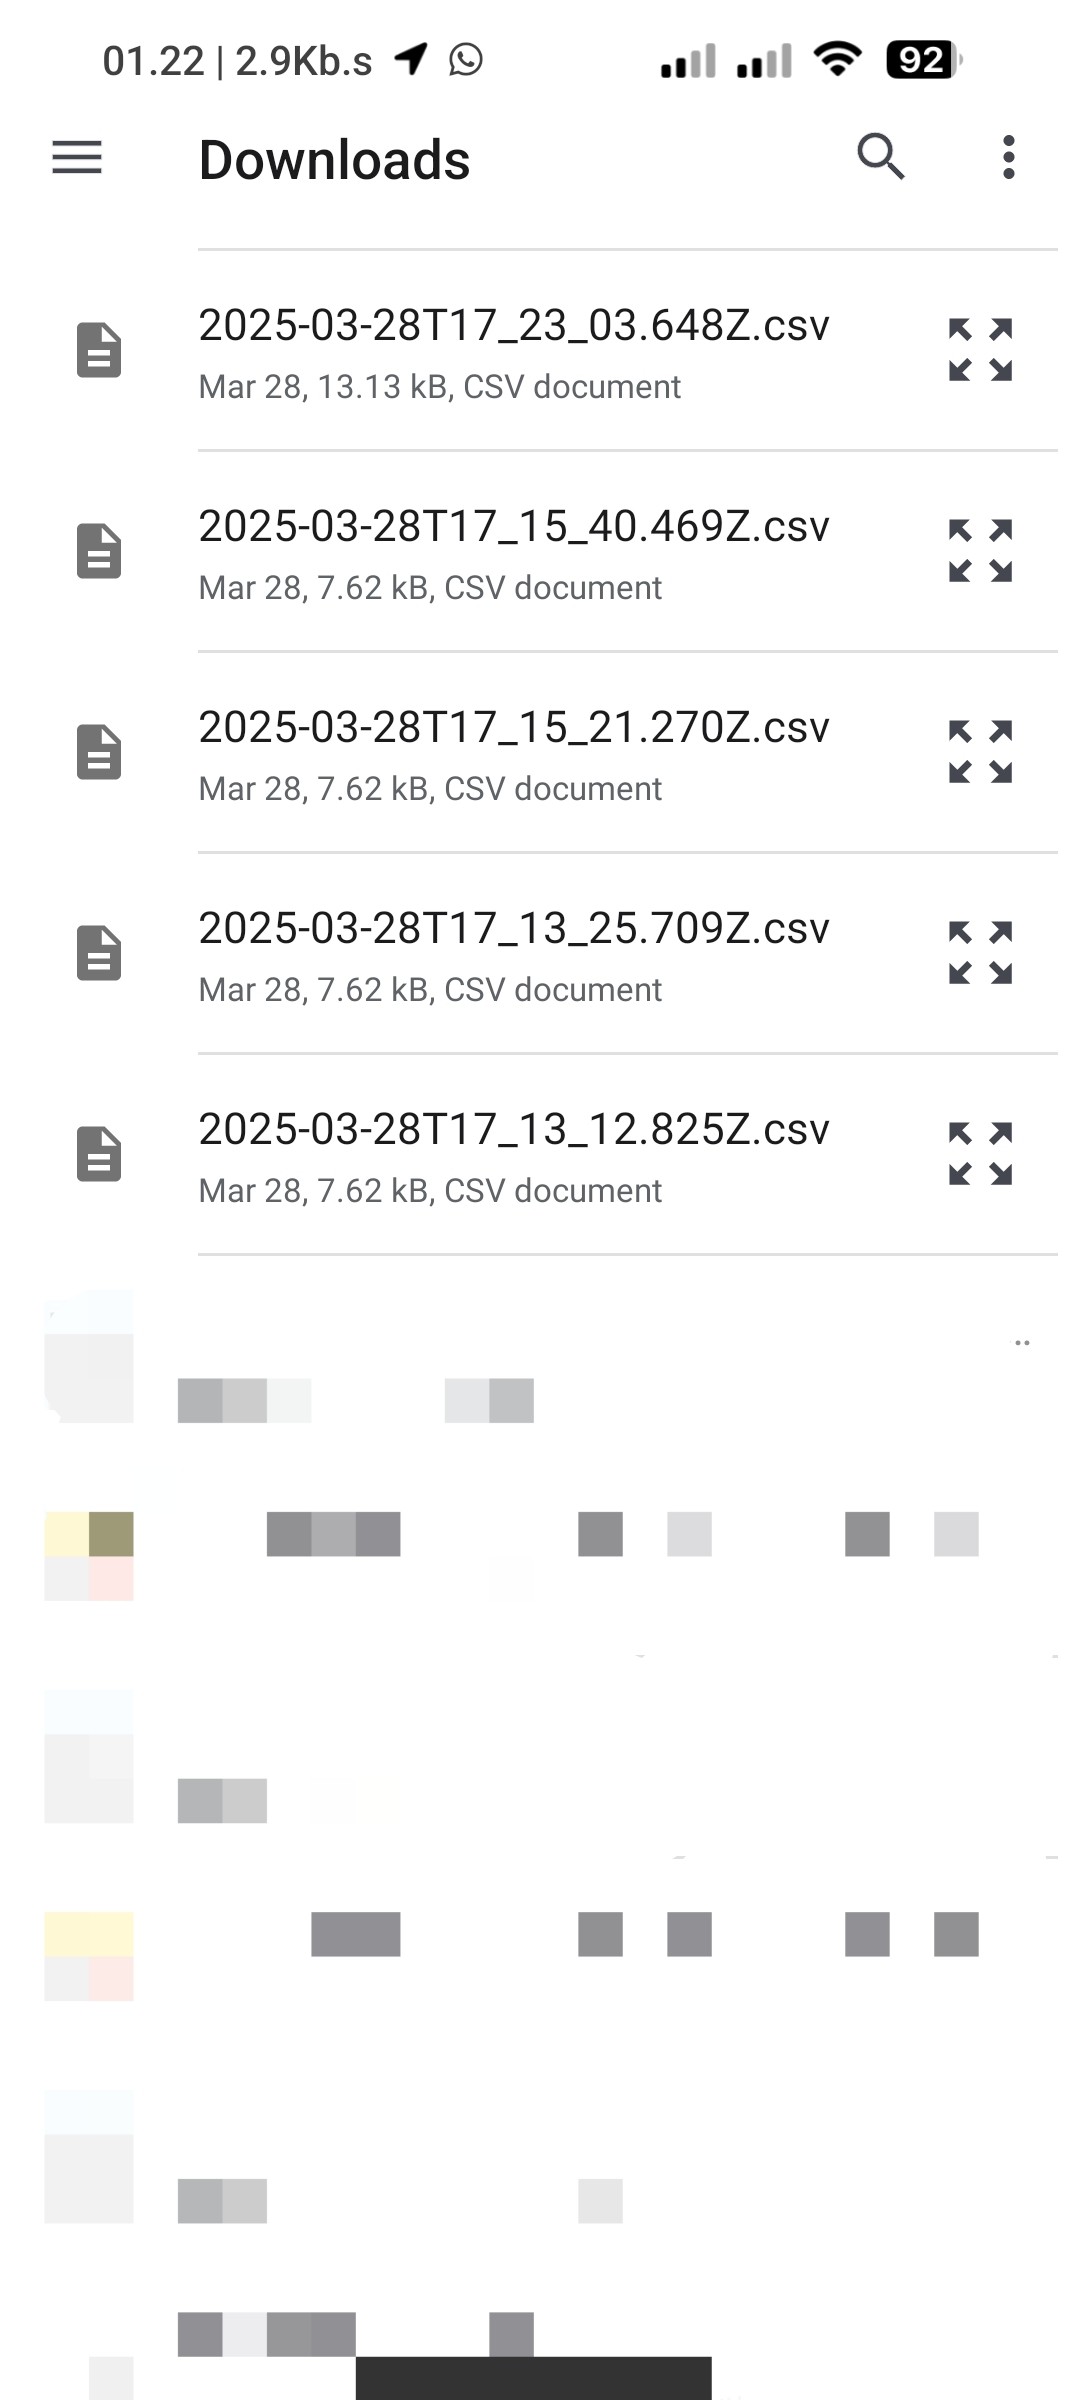 01.22 | 2.9Kb.s 92
Downloads
2025-03-28T17_23_03.648Z.csv
Mar 28, 13.13 kB, CSV document
2025-03-28T17_15_40.469Z.csv
Mar 28, 7.62 kB, CSV document
2025-03-28T17_15_21.270Z.csv
Mar 28, 7.62 kB, CSV document
2025-03-28T17_13_25.709Z.csv
Mar 28, 7.62 kB, CSV document
2025-03-28T17_13_12.825Z.csv
Mar 28, 7.62 kB, CSV document